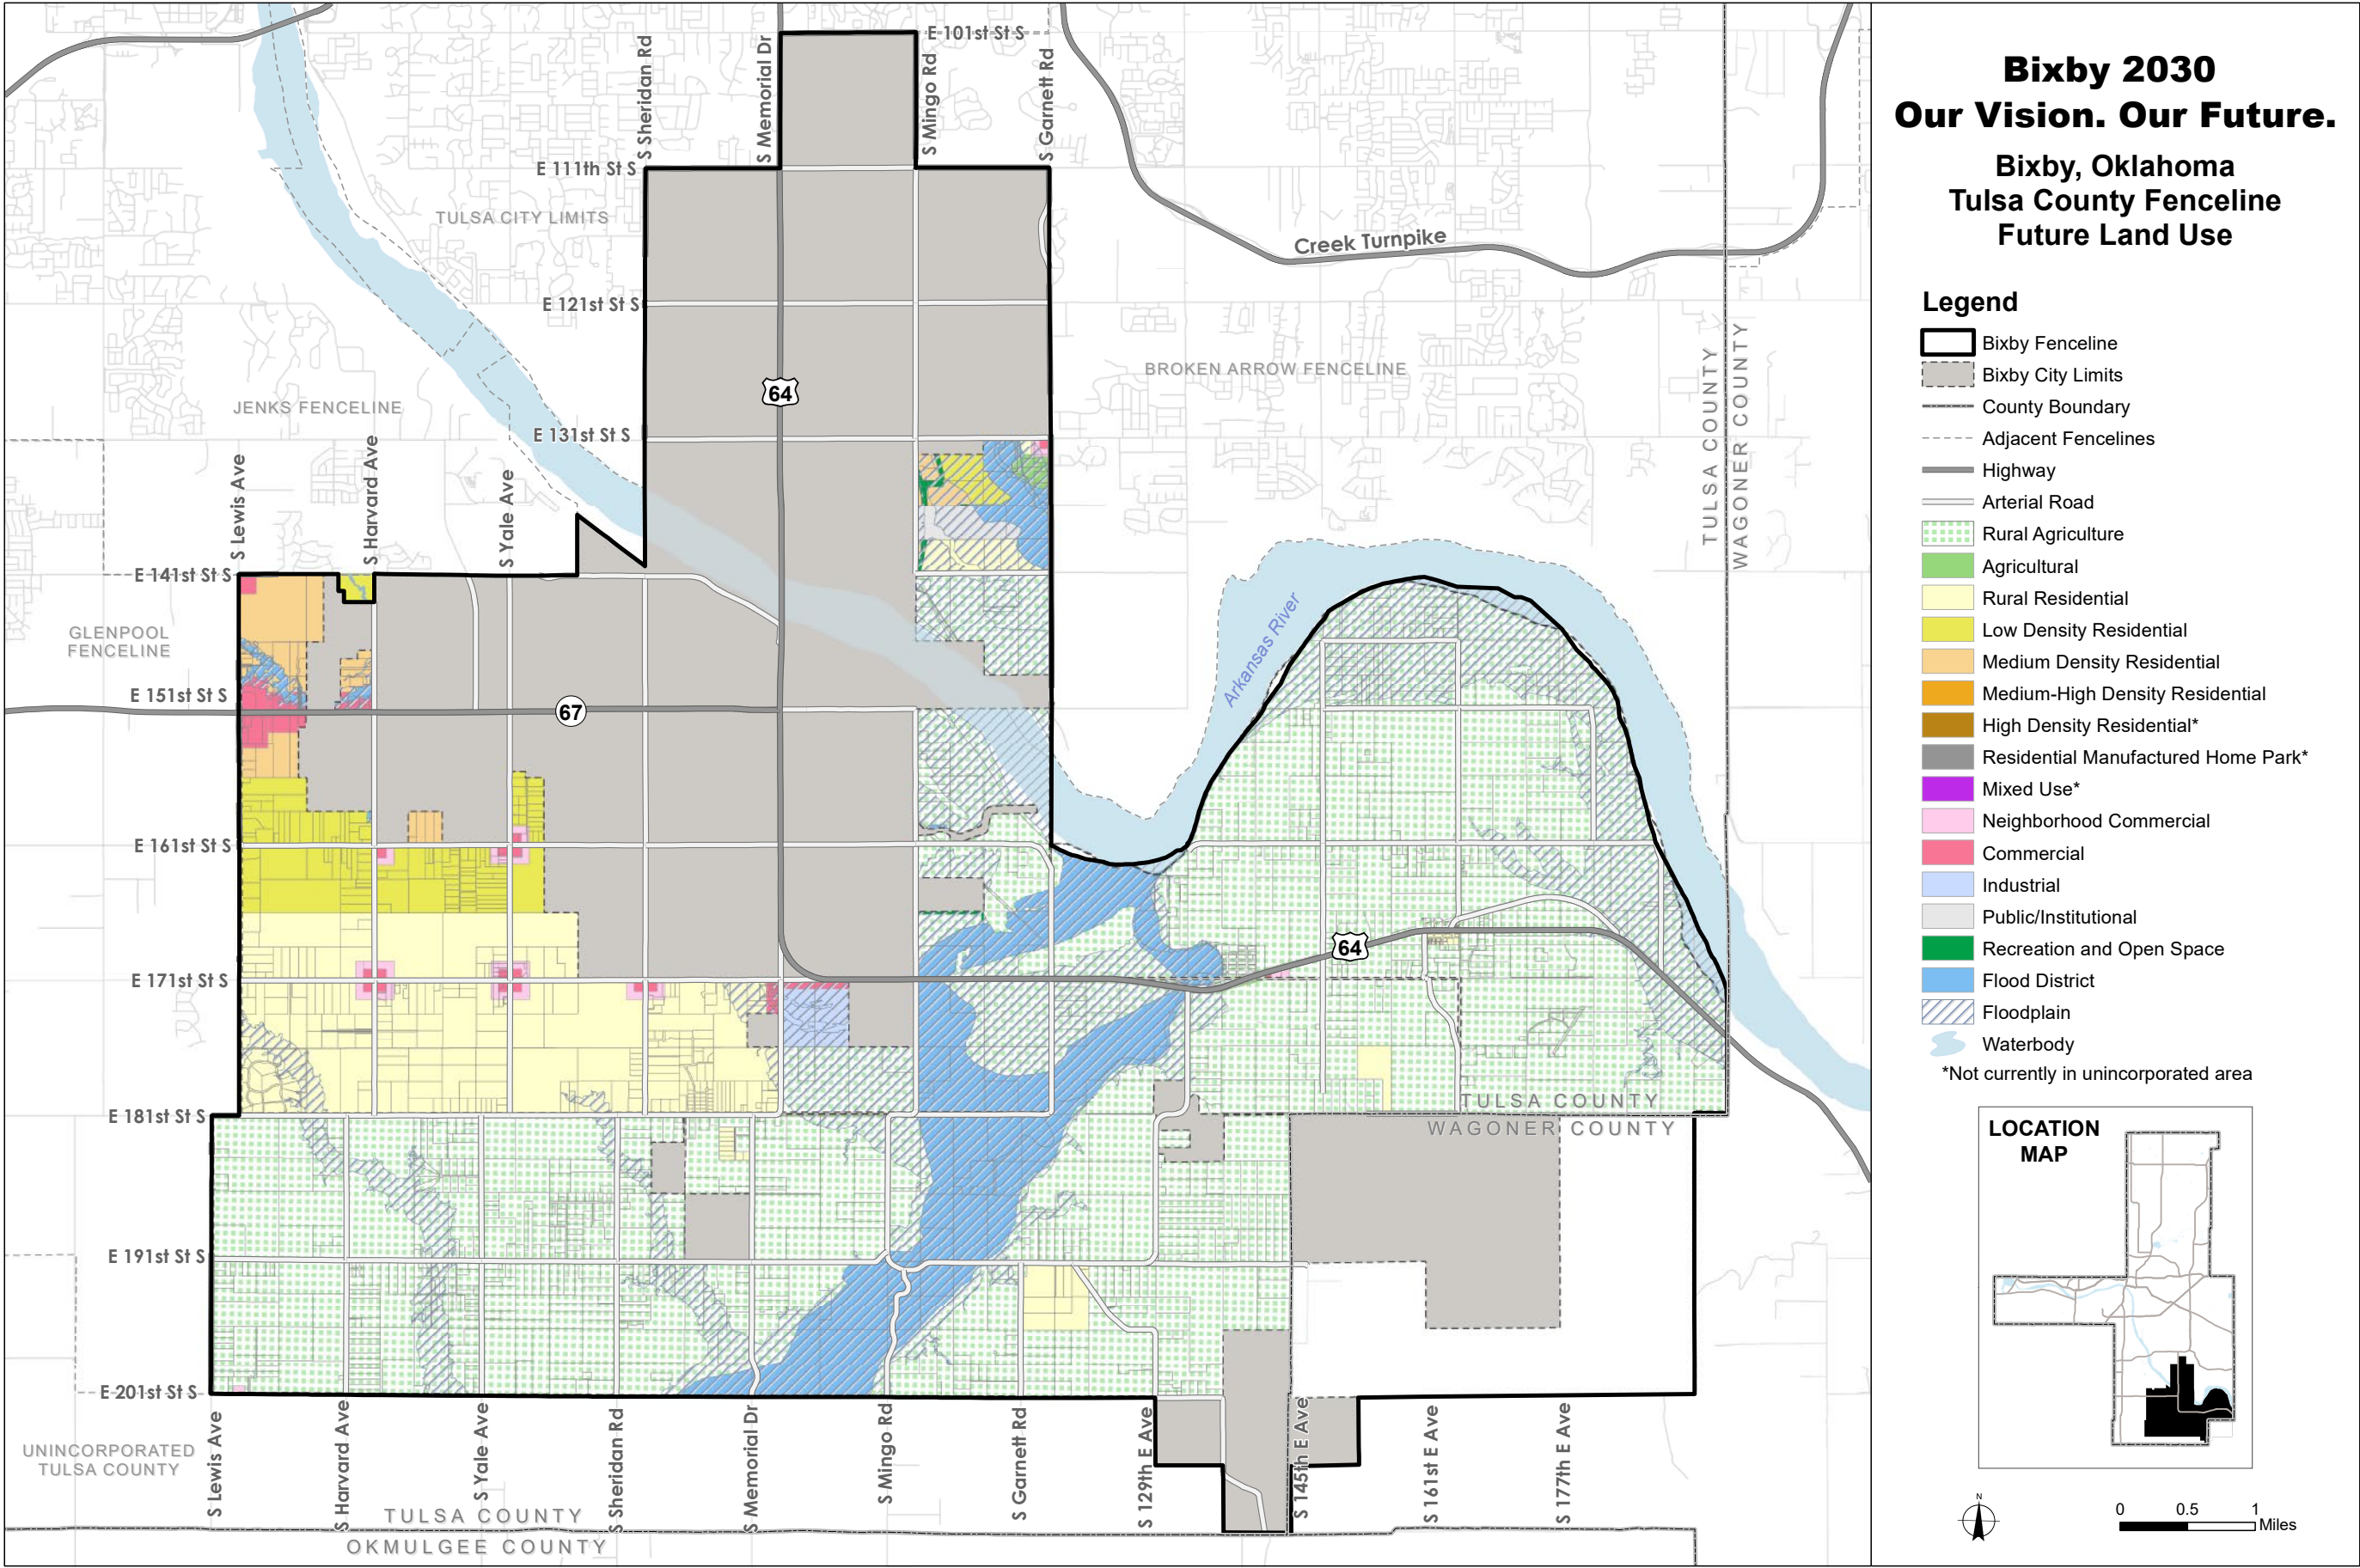 E 101st St S
S Sheridan Rd
S Memorial Dr
S Mingo Rd
S Garnett Rd
E 111th St S
TULSA CITY LIMITS
Creek Turnpike
E 121st St S
BROKEN ARROW FENCELINE
TULSA COUNTY
WAGONER COUNTY
64
JENKS FENCELINE
E 131st St S
S Lewis Ave
S Harvard Ave
S Yale Ave
E 141st St S
GLENPOOL
FENCELINE
Arkansas River
E 151st St S
67
E 161st St S
64
E 171st St S
TULSA COUNTY
WAGONER COUNTY
E 181st St S
E 191st St S
E 201st St S
UNINCORPORATED
TULSA COUNTY
S Lewis Ave
S Harvard Ave
S Yale Ave
S Sheridan Rd
S Memorial Dr
S Mingo Rd
S Garnett Rd
S 129th E Ave
S 145th E Ave
S 161st E Ave
S 177th E Ave
TULSA COUNTY
OKMULGEE COUNTY
Bixby 2030
Our Vision. Our Future.
Bixby, Oklahoma
Tulsa County Fenceline
Future Land Use
Legend
Bixby Fenceline
Bixby City Limits
County Boundary
Adjacent Fencelines
Highway
Arterial Road
Rural Agriculture
Agricultural
Rural Residential
Low Density Residential
Medium Density Residential
Medium-High Density Residential
High Density Residential*
Residential Manufactured Home Park*
Mixed Use*
Neighborhood Commercial
Commercial
Industrial
Public/Institutional
Recreation and Open Space
Flood District
Floodplain
Waterbody
*Not currently in unincorporated area
LOCATION
MAP
N
0 0.5 1
Miles